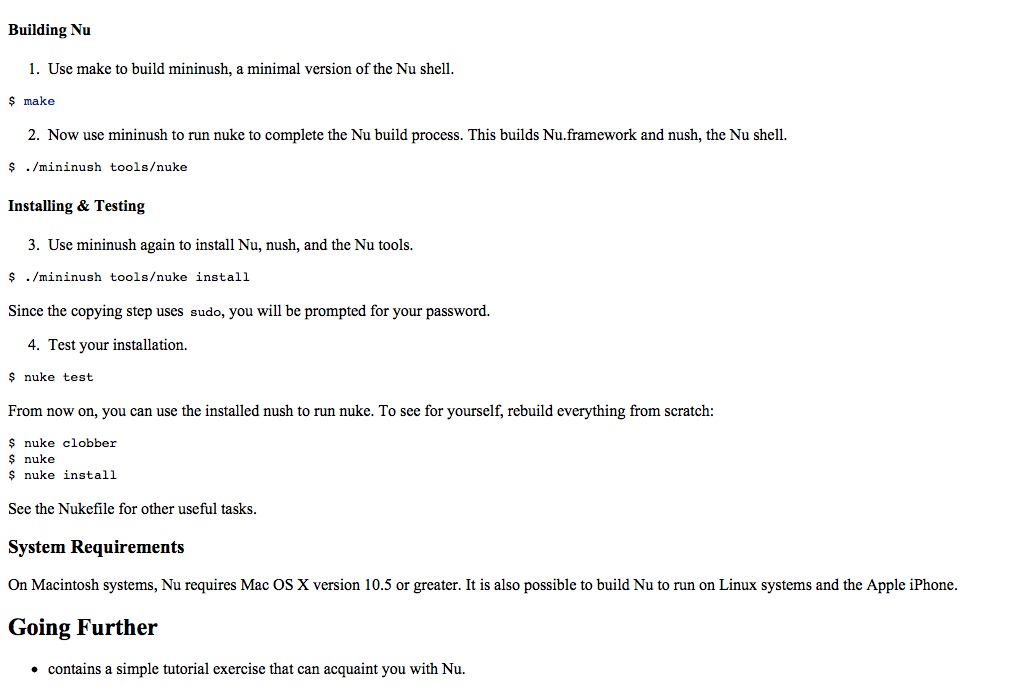 Building Nu
1. Use make to build mininush, a minimal version of the Nu shell.
$ make
2. Now use mininush to run nuke to complete the Nu build process. This builds Nu.framework and nush, the Nu shell.
$ ./mininush tools/nuke
Installing & Testing
3. Use mininush again to install Nu, nush, and the Nu tools.
$ ./mininush tools/nuke install
Since the copying step uses sudo, you will be prompted for your password.
4. Test your installation.
$ nuke test
From now on, you can use the installed nush to run nuke. To see for yourself, rebuild everything from scratch:
$ nuke clobber
$ nuke
$ nuke install
See the Nukefile for other useful tasks.
System Requirements
On Macintosh systems, Nu requires Mac OS X version 10.5 or greater. It is also possible to build Nu to run on Linux systems and the Apple iPhone.
Going Further
• contains a simple tutorial exercise that can acquaint you with Nu.